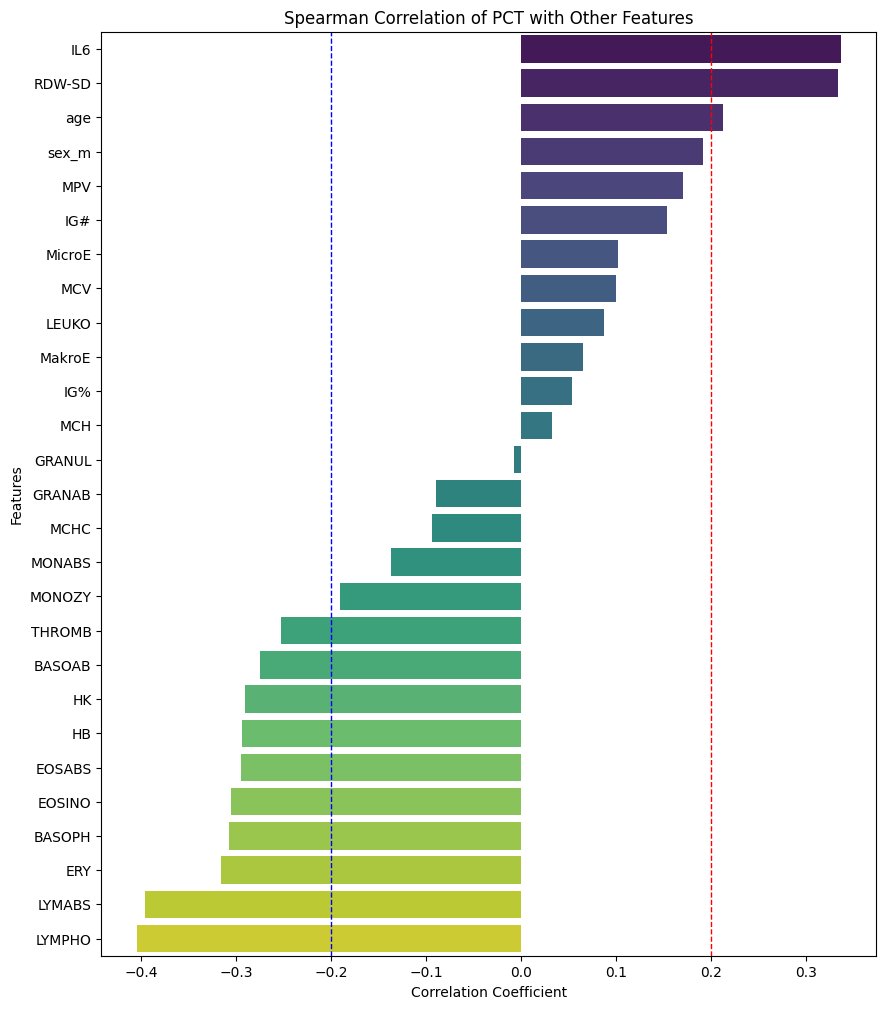 Spearman Correlation of PCT with Other Features
IL6
RDW-SD
age
sex_m
MPV
IG#
MicroE
MCV
LEUKO
MakroE
IG%
MCH
GRANUL
GRANAB
MCHC
MONABS
MONOZY
THROMB
BASOAB
HK
HB
EOSABS
EOSINO
BASOPH
ERY
LYMABS
LYMPHO
Features
−0.4 −0.3 −0.2 −0.1 0.0 0.1 0.2 0.3
Correlation Coefficient